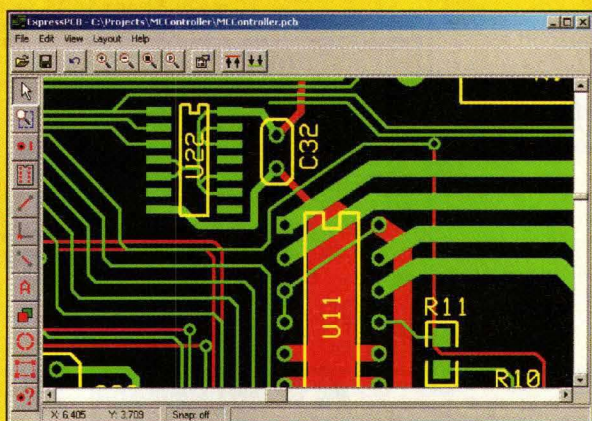 ExpressPCB - C:\Projects\MCController\MCController.pcb
File Edit View Layout Help
U22
C32
U11
R11
R10
X: 6.405 Y: 3.709 Snap: off